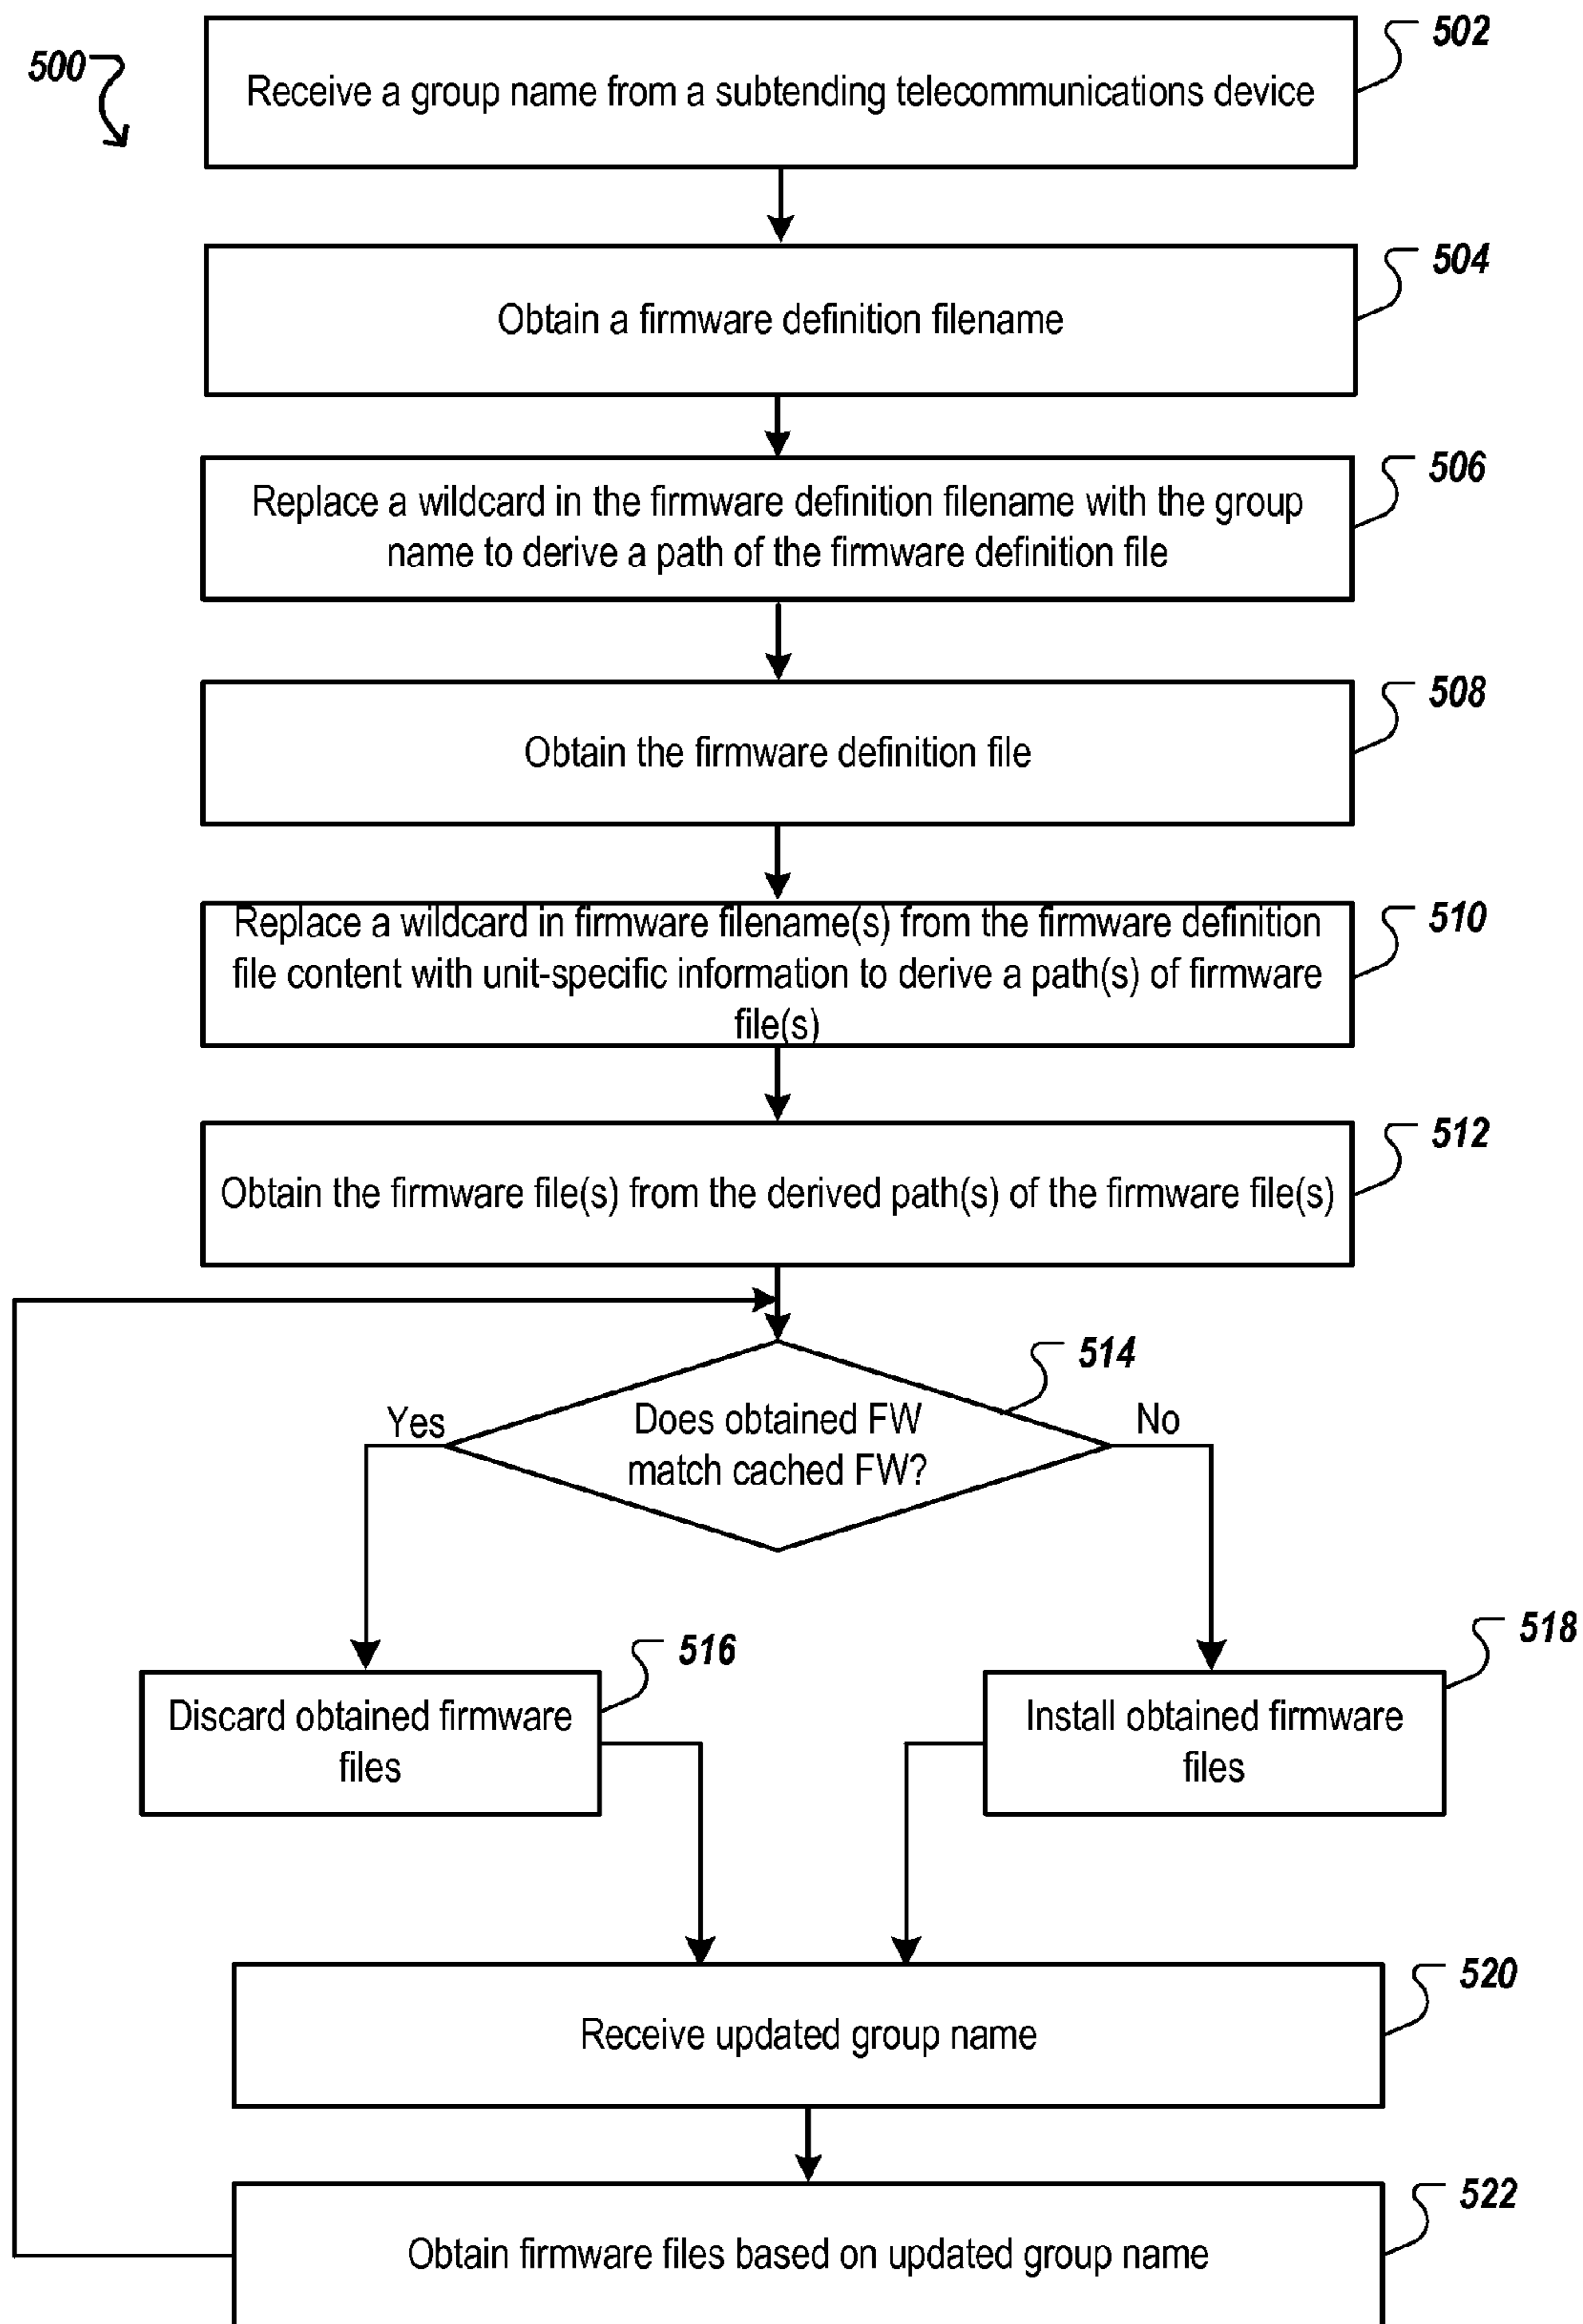 500
502
Receive a group name from a subtending telecommunications device
504
Obtain a firmware definition filename
506
Replace a wildcard in the firmware definition filename with the group
name to derive a path of the firmware definition file
508
Obtain the firmware definition file
510
Replace a wildcard in firmware filename(s) from the firmware definition
file content with unit-specific information to derive a path(s) of firmware
file(s)
512
Obtain the firmware file(s) from the derived path(s) of the firmware file(s)
514
Yes
Does obtained FW
match cached FW?
No
516
518
Discard obtained firmware
files
Install obtained firmware
files
520
Receive updated group name
522
Obtain firmware files based on updated group name